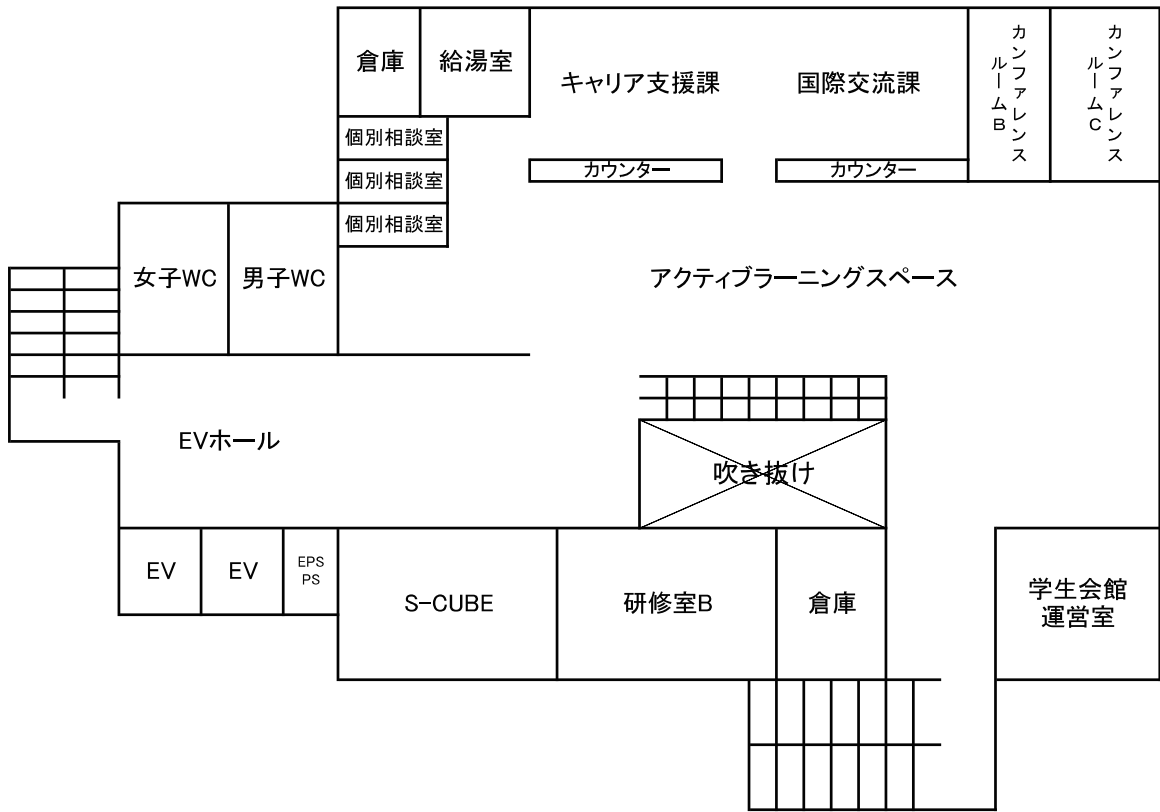 倉庫
給湯室
キャリア支援課
国際交流課
カンファレンス
ルームB
カンファレンス
ルームC
個別相談室
個別相談室
個別相談室
カウンター
カウンター
女子WC
男子WC
アクティブラーニングスペース
EVホール
吹き抜け
EV
EV
EPS
PS
S-CUBE
研修室B
倉庫
学生会館
運営室